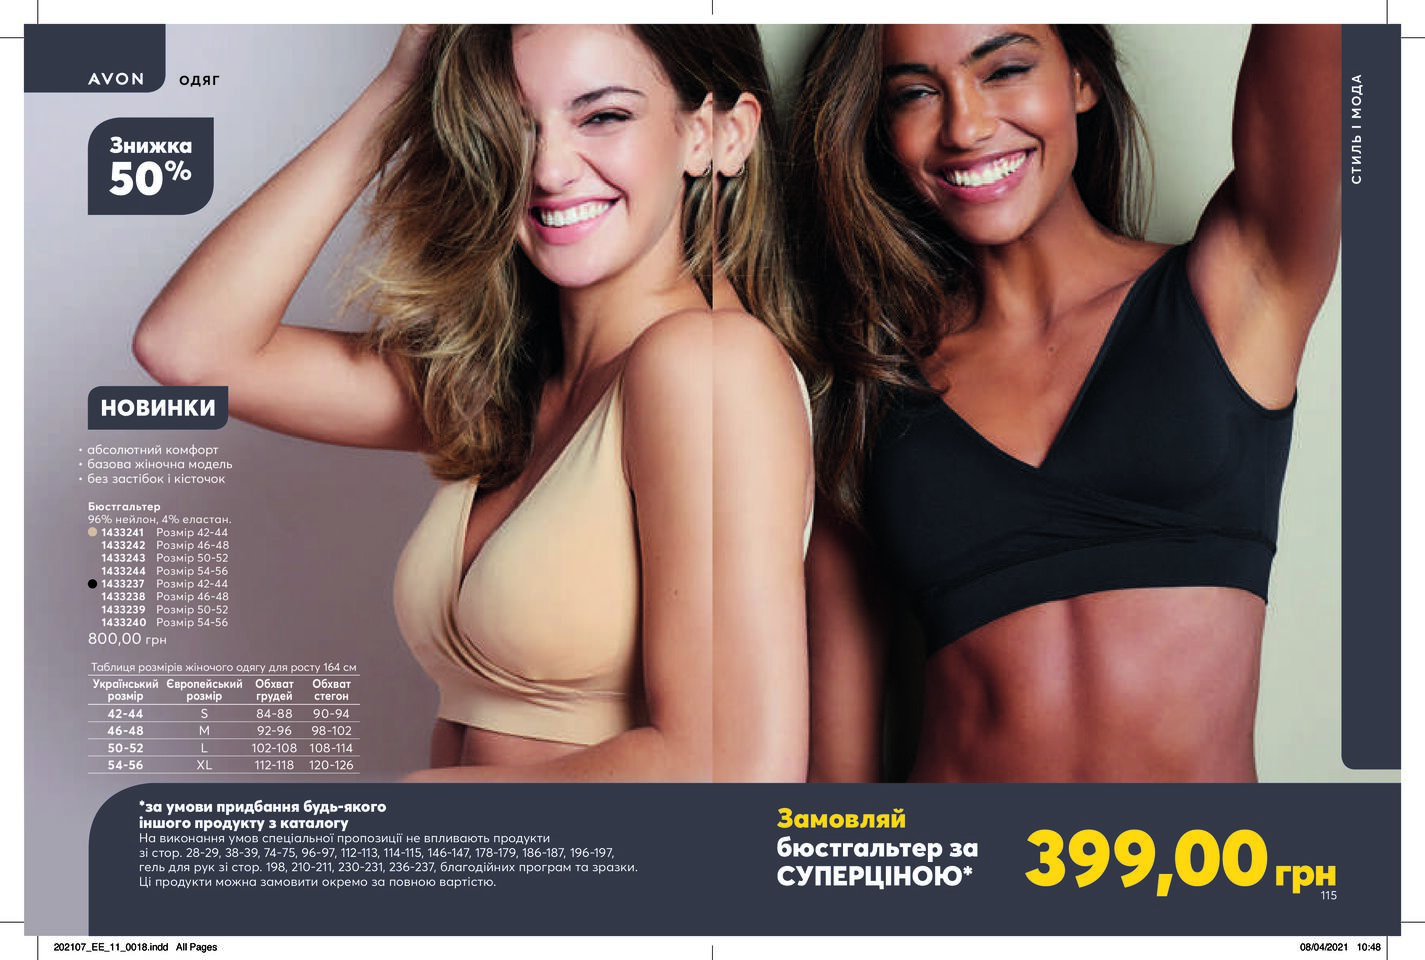 AVON ОДЯГ
Знижка
50%
НОВИНКИ
• абсолютний комфорт
• базова жіночна модель
• без застібок і кісточок
Бюстгальтер
96% нейлон, 4% еластан.
1433241 Розмір 42-44
1433242 Розмір 46-48
1433243 Розмір 50-52
1433244 Розмір 54-56
1433237 Розмір 42-44
1433238 Розмір 46-48
1433239 Розмір 50-52
1433240 Розмір 54-56
800,00 грн
Таблиця розмірів жіночого одягу для росту 164 см
Український Європейський Обхват Обхват
розмір розмір грудей стегон
42-44 S 84-88 90-94
46-48 M 92-96 98-102
50-52 L 102-108 108-114
54-56 XL 112-118 120-126
*за умови придбання будь-якого
іншого продукту з каталогу
На виконання умов спеціальної пропозиції не впливають продукти
зі стор. 28-29, 38-39, 74-75, 96-97, 112-113, 114-115, 146-147, 178-179, 186-187, 196-197,
гель для рук зі стор. 198, 210-211, 230-231, 236-237, благодійних програм та зразки.
Ці продукти можна замовити окремо за повною вартістю.
СТИЛЬ І МОДА
Замовляй
бюстгальтер за
СУПЕРЦІНОЮ*
399,00 грн
115
202107_EE_11_0018.indd All Pages
08/04/2021 10:48